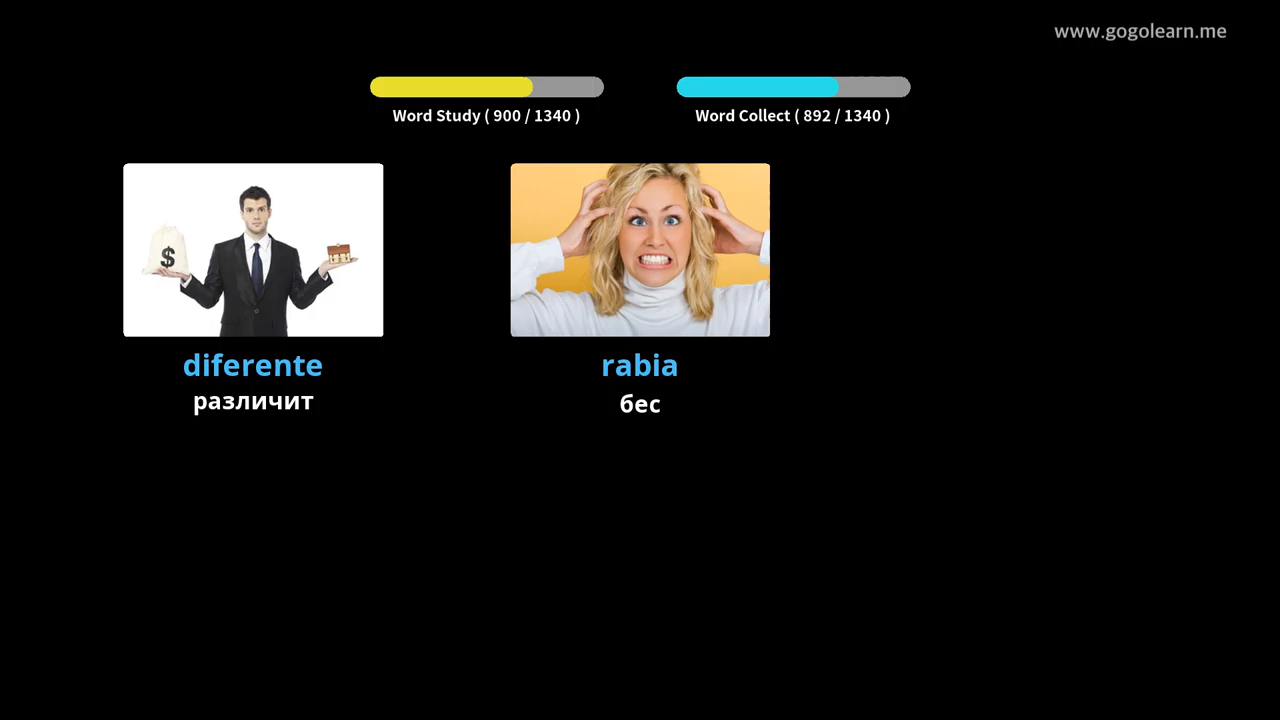 www.gogolearn.me
Word Study ( 900 / 1340 )
Word Collect ( 892 / 1340 )
$
diferente
различит
rabia
бес